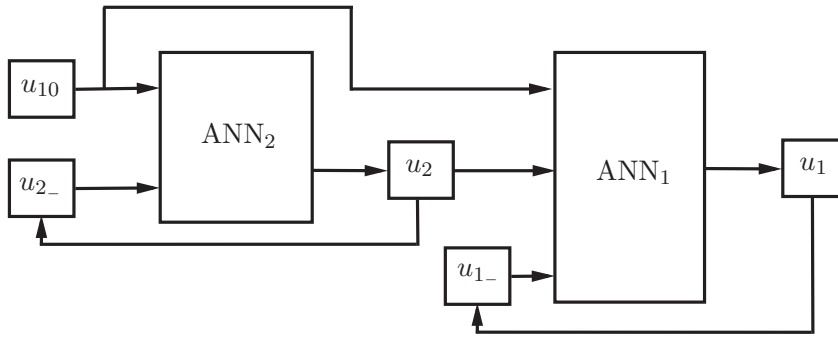 u₁₀
ANN₂
u₂₋
u₂
ANN₁
u₁
u₁₋